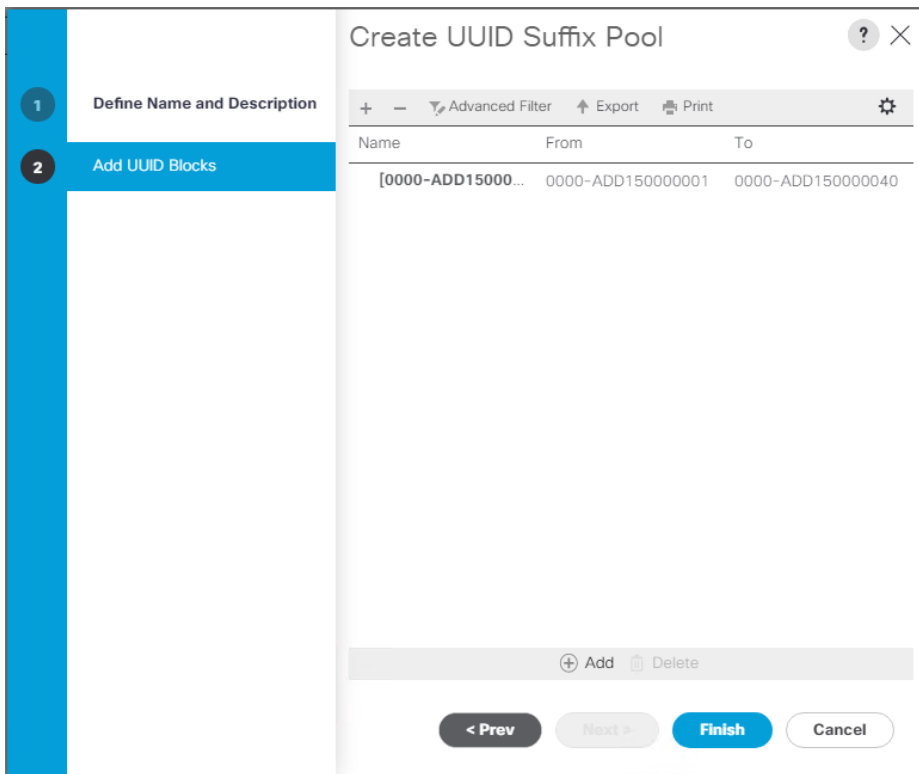 Create UUID Suffix Pool
?
1 Define Name and Description
2 Add UUID Blocks
+ − Advanced Filter Export Print
Name From To
[0000-ADD15000... 0000-ADD150000001 0000-ADD150000040
Add Delete
< Prev Next > Finish Cancel